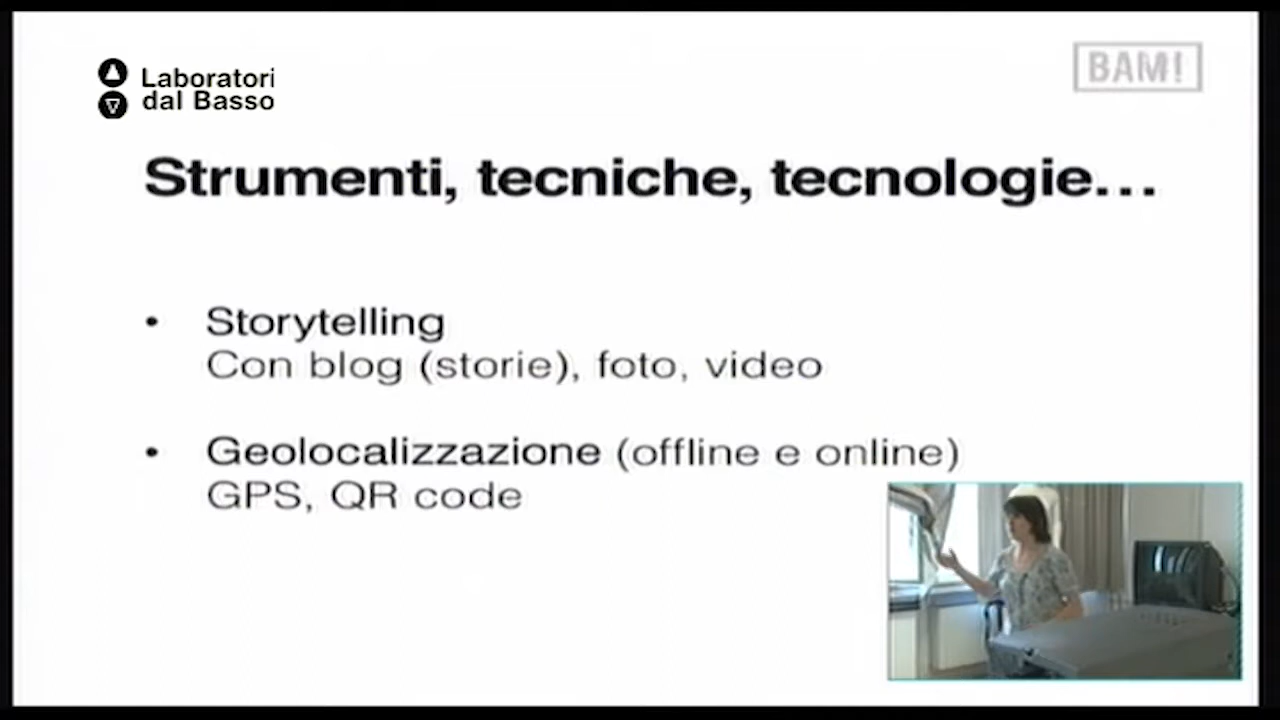 Laboratori
dal Basso
BAM!
Strumenti, tecniche, tecnologie...
• Storytelling
Con blog (storie), foto, video
• Geolocalizzazione (offline e online)
GPS, QR code